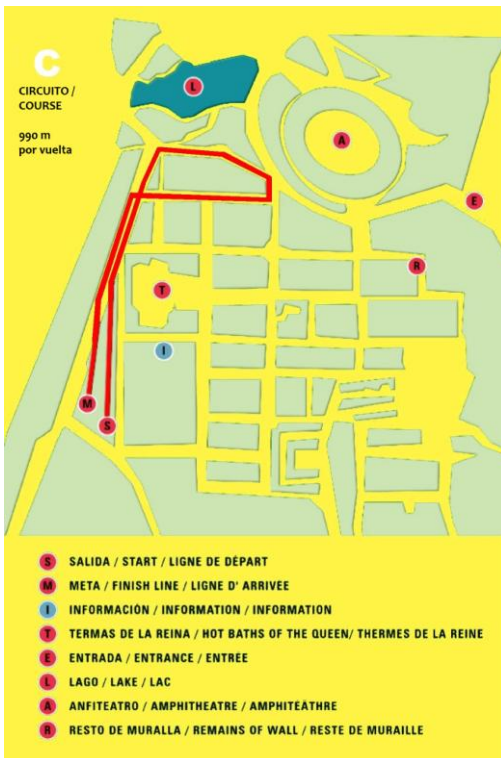 C
CIRCUITO /
COURSE
990 m
por vuelta
L
A
E
R
T
I
M
S
S SALIDA / START / LIGNE DE DÉPART
M META / FINISH LINE / LIGNE D' ARRIVÉE
I INFORMACIÓN / INFORMATION / INFORMATION
T TERMAS DE LA REINA / HOT BATHS OF THE QUEEN/ THERMES DE LA REINE
E ENTRADA / ENTRANCE / ENTRÉE
L LAGO / LAKE / LAC
A ANFITEATRO / AMPHITHEATRE / AMPHITÉÂTHRE
R RESTO DE MURALLA / REMAINS OF WALL / RESTE DE MURAILLE